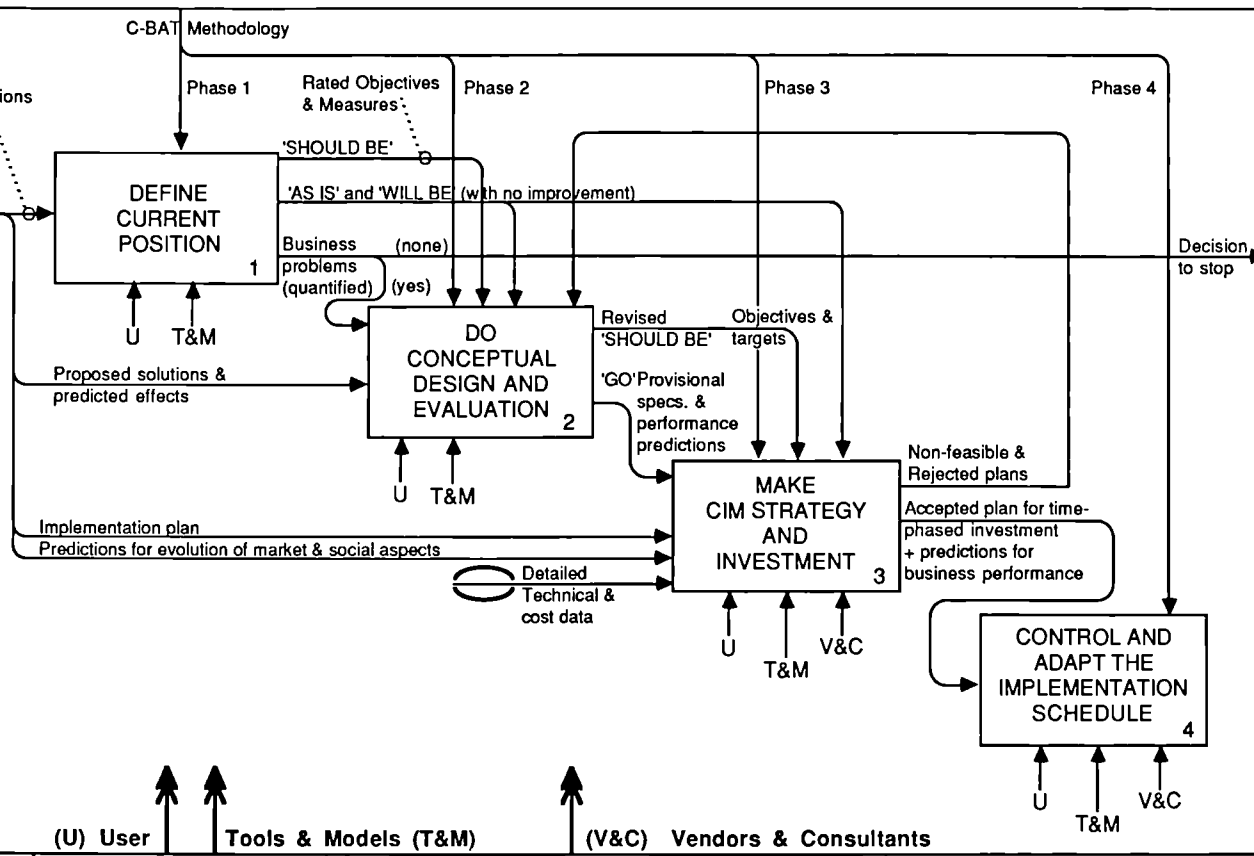 C-BAT Methodology
Phase 1
Rated Objectives
& Measures
Phase 2
Phase 3
Phase 4
ions
'SHOULD BE'
'AS IS' and 'WILL BE' (with no improvement)
DEFINE
CURRENT
POSITION
1
Business
problems
(quantified)
(none)
(yes)
Decision
to stop
U
T&M
Proposed solutions &
predicted effects
DO
CONCEPTUAL
DESIGN AND
EVALUATION
2
Revised
'SHOULD BE'
Objectives &
targets
'GO' Provisional
specs. &
performance
predictions
U
T&M
Implementation plan
Predictions for evolution of market & social aspects
Detailed
Technical &
cost data
MAKE
CIM STRATEGY
AND
INVESTMENT
3
Non-feasible &
Rejected plans
Accepted plan for time-
phased investment
+ predictions for
business performance
U
T&M
V&C
CONTROL AND
ADAPT THE
IMPLEMENTATION
SCHEDULE
4
U
T&M
V&C
(U) User
Tools & Models (T&M)
(V&C) Vendors & Consultants